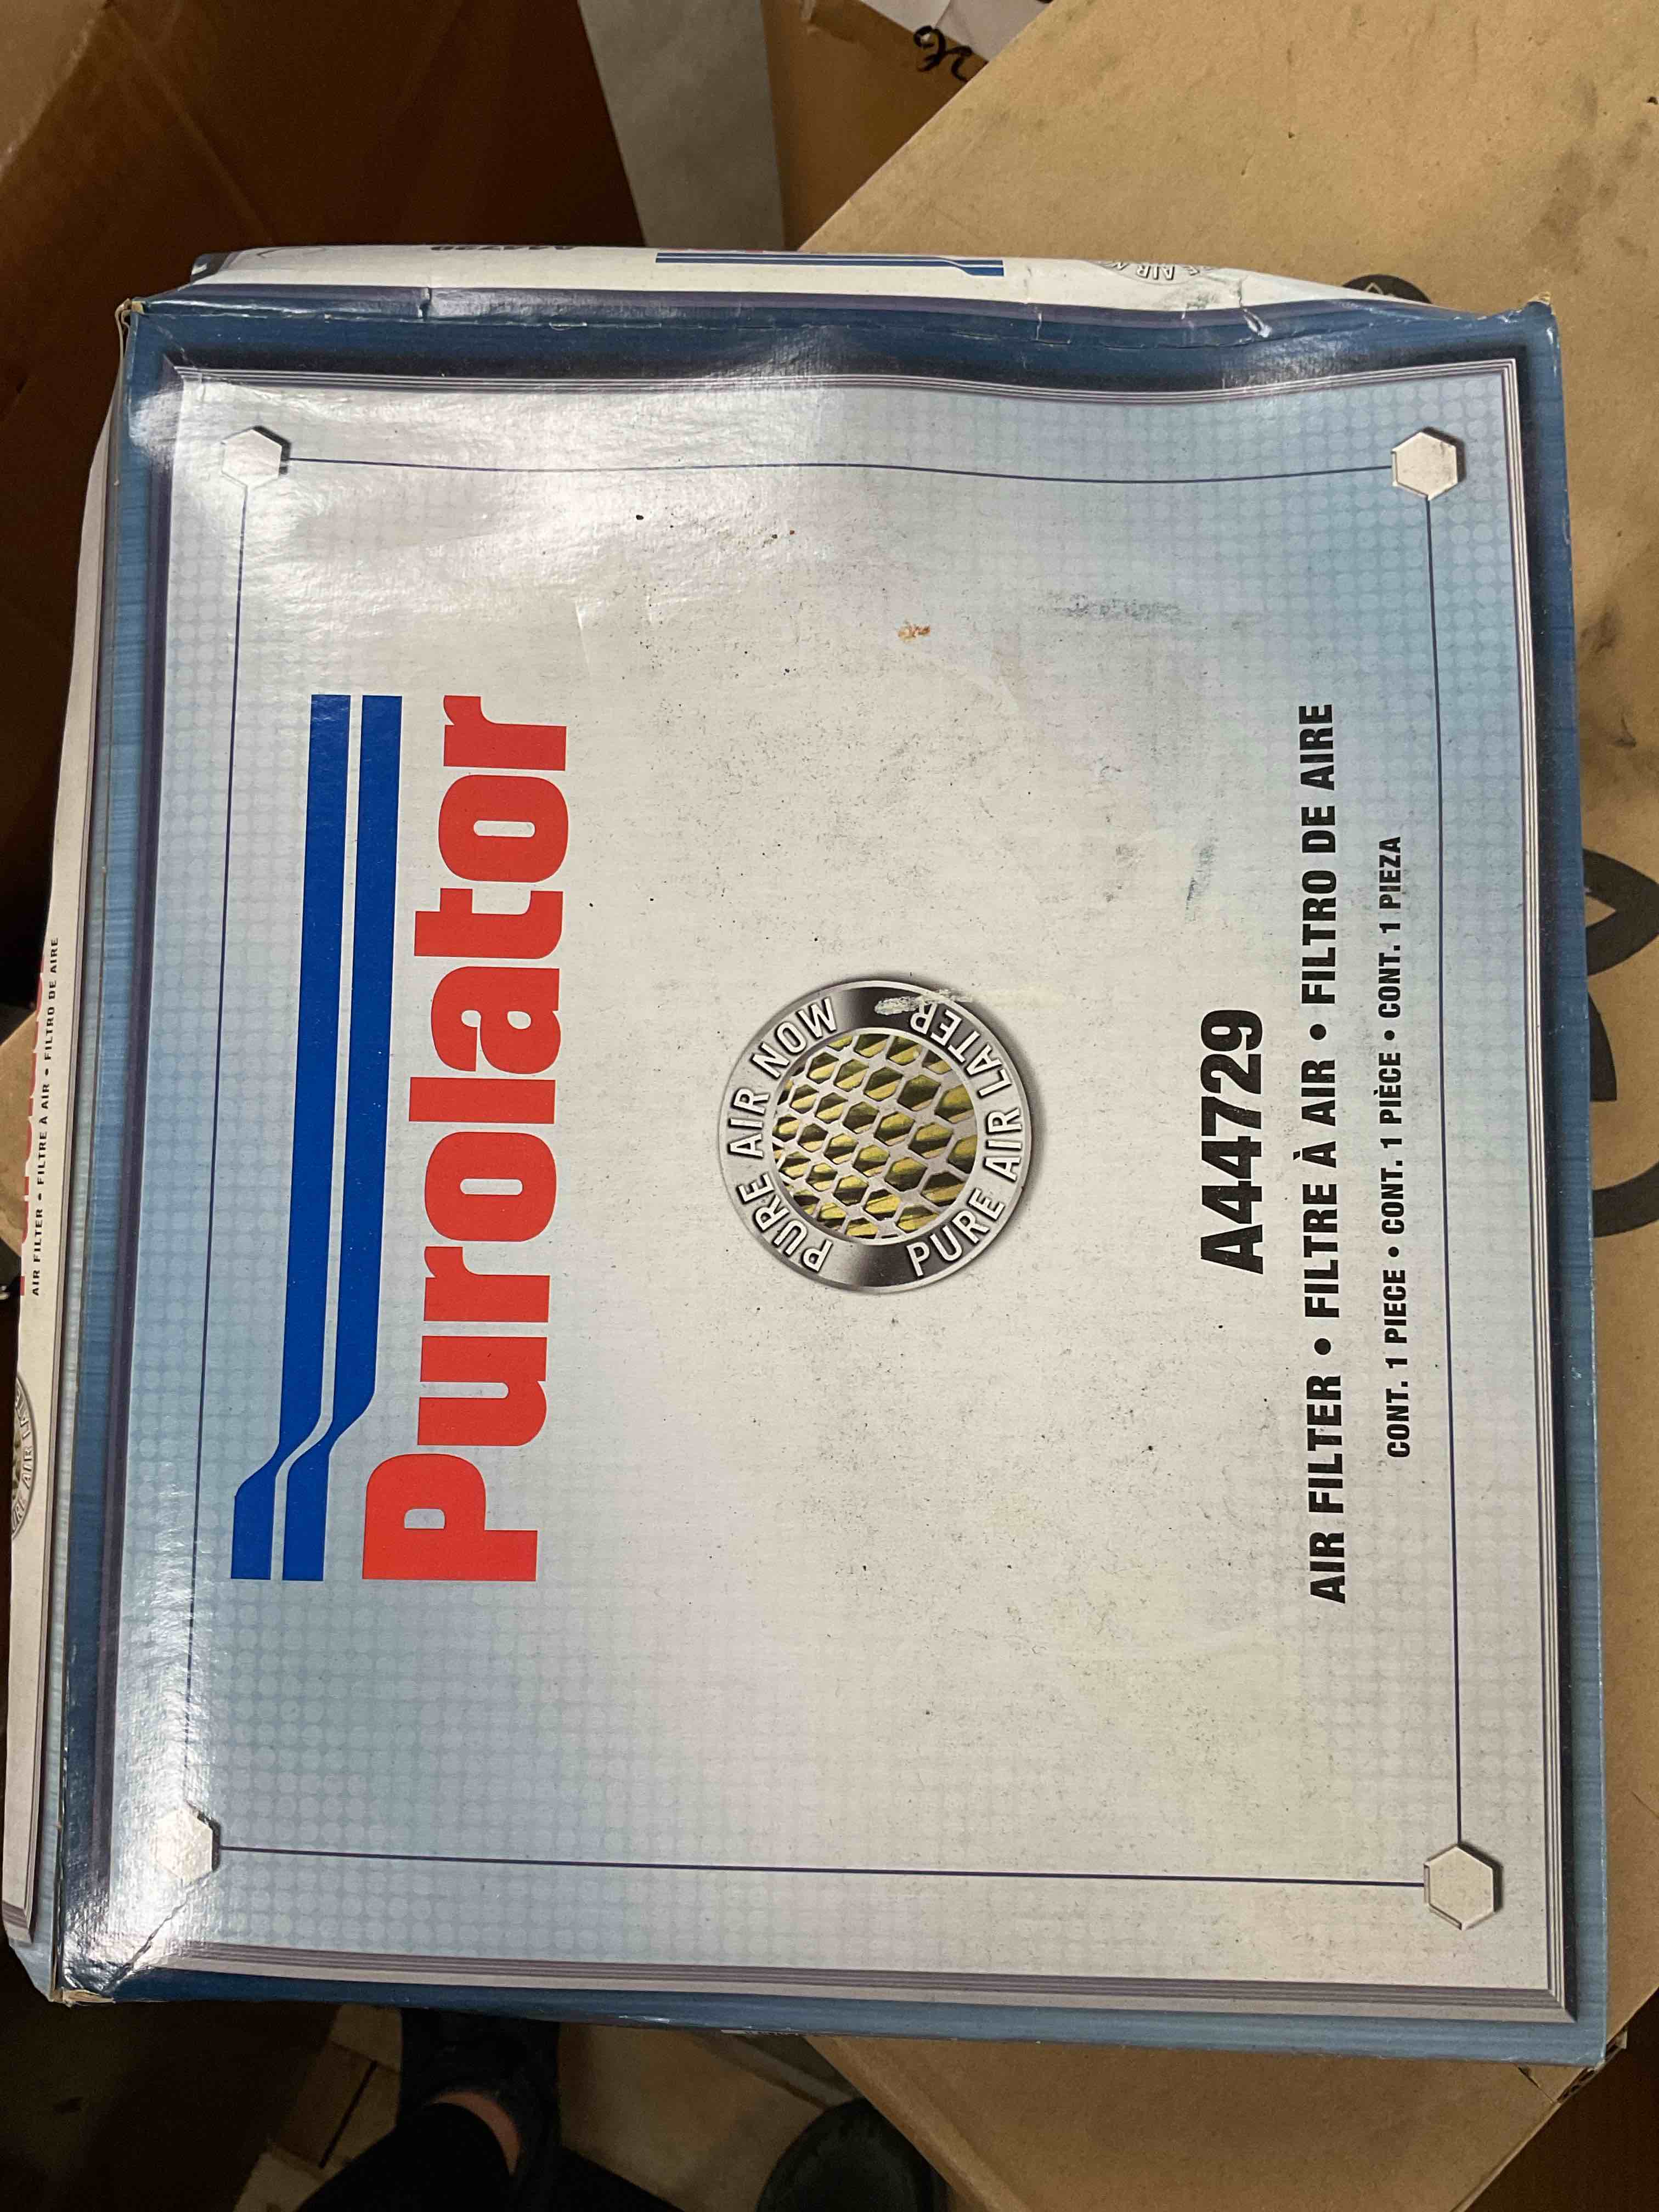 Purolator
PURE AIR NOW
PURE AIR LATER
A44729
AIR FILTER • FILTRE À AIR • FILTRO DE AIRE
CONT. 1 PIECE • CONT. 1 PIÈCE • CONT. 1 PIEZA
AIR FILTER • FILTRE À AIR • FILTRO DE AIRE